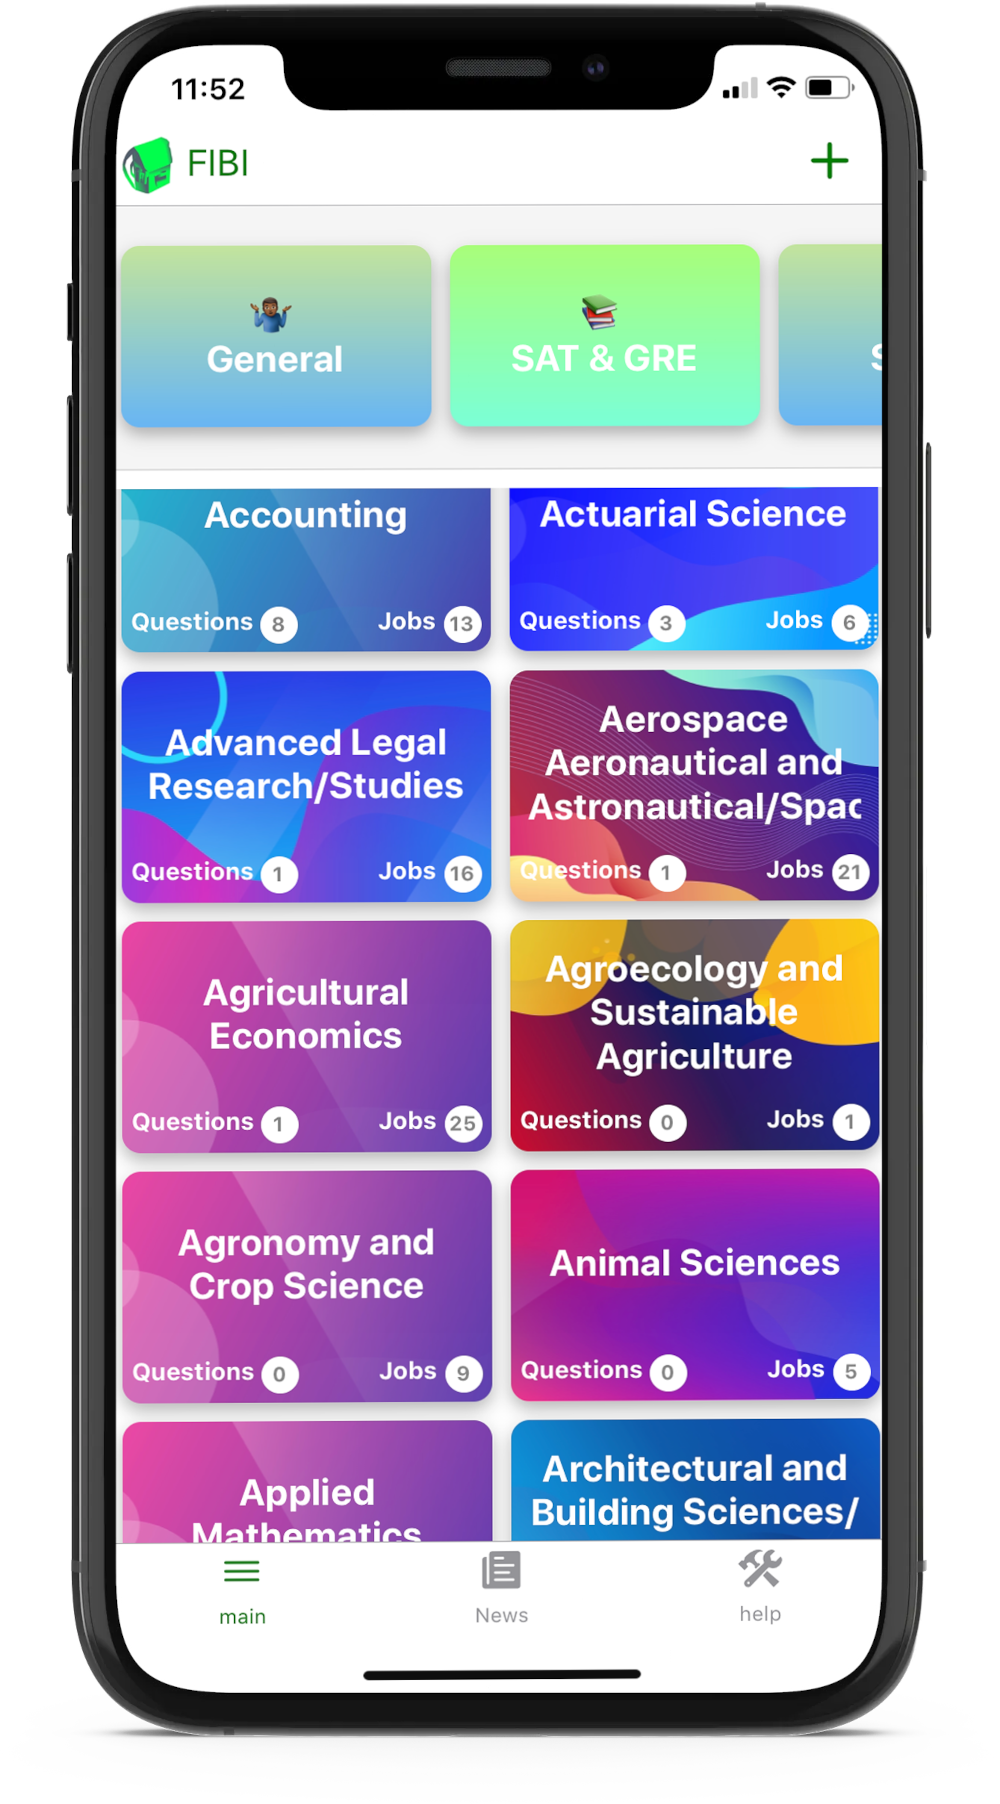 11:52
FIBI
General
SAT & GRE
Accounting
Questions 8 Jobs 13
Actuarial Science
Questions 3 Jobs 6
Advanced Legal
Research/Studies
Questions 1 Jobs 16
Aerospace
Aeronautical and
Astronautical/Spac
Questions 1 Jobs 21
Agricultural
Economics
Questions 1 Jobs 25
Agroecology and
Sustainable
Agriculture
Questions 0 Jobs 1
Agronomy and
Crop Science
Questions 0 Jobs 9
Animal Sciences
Questions 0 Jobs 5
Applied
Mathematics
Architectural and
Building Sciences/
main
News
help